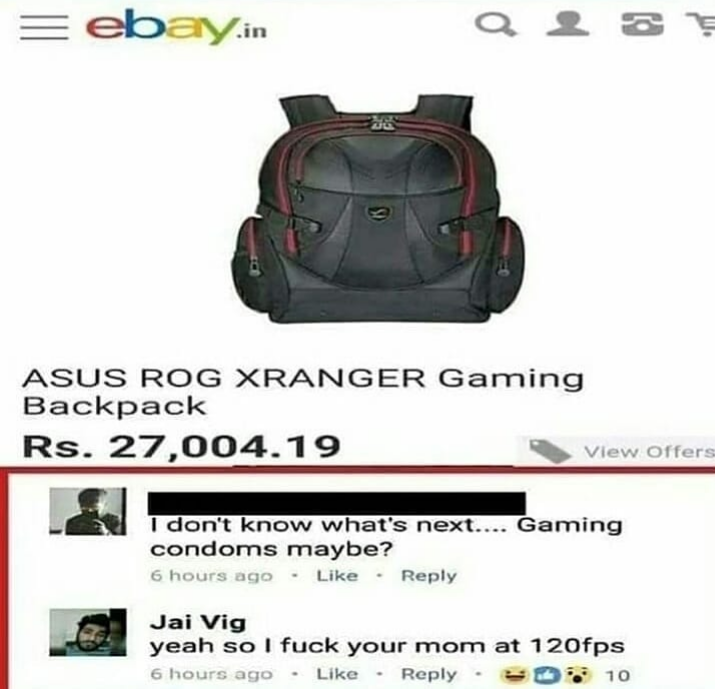 ebay.in
ASUS ROG XRANGER Gaming
Backpack
Rs. 27,004.19
View Offers
I don't know what's next.... Gaming
condoms maybe?
6 hours ago · Like · Reply
Jai Vig
yeah so I fuck your mom at 120fps
6 hours ago · Like · Reply · 10